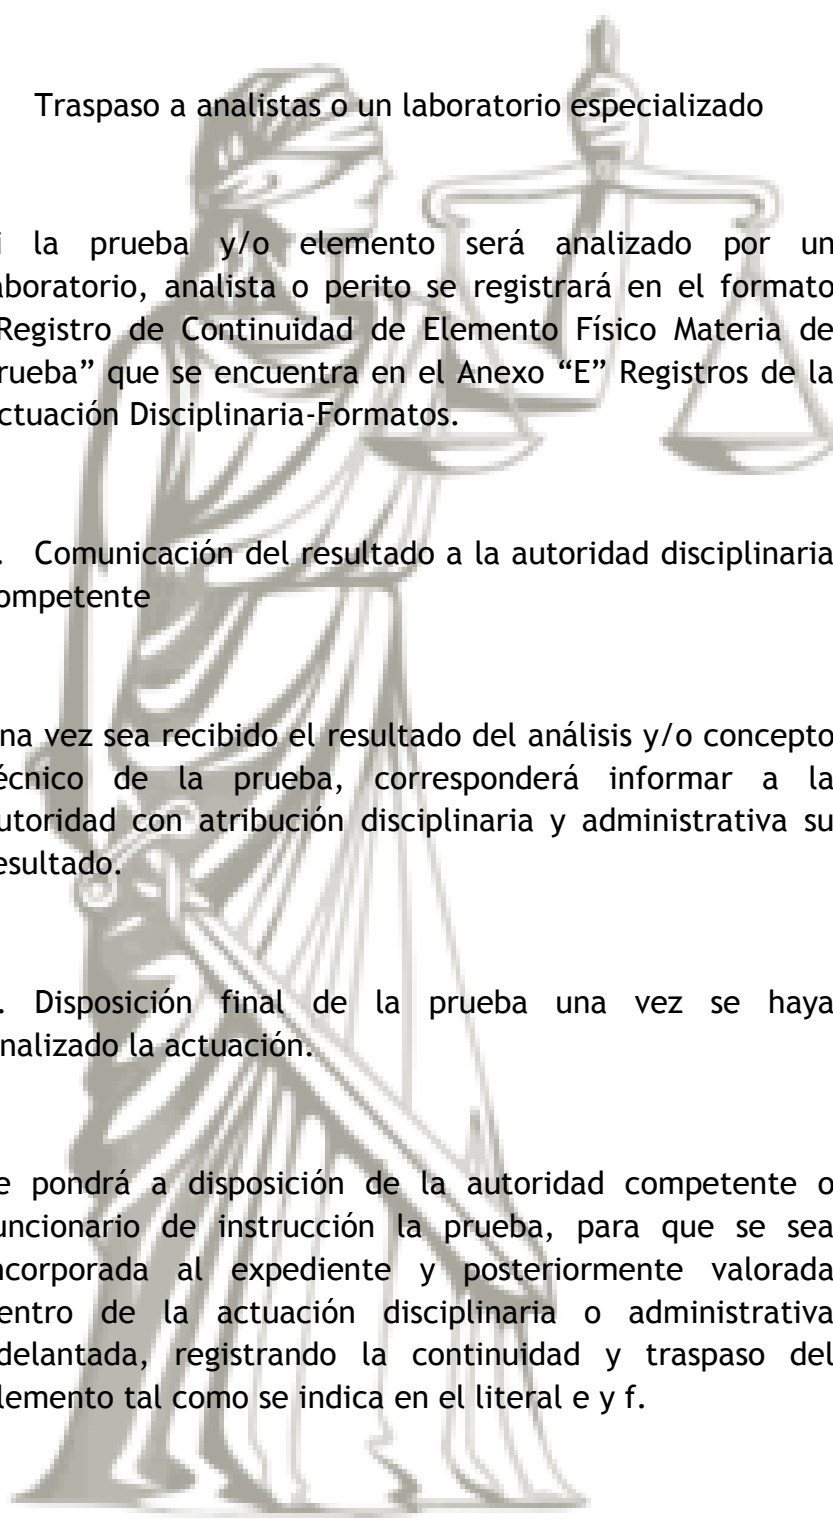 Traspaso a analistas o un laboratorio especializado
i la prueba y/o elemento será analizado por un
aboratorio, analista o perito se registrará en el formato
Registro de Continuidad de Elemento Físico Materia de
rueba” que se encuentra en el Anexo “E” Registros de la
ctuación Disciplinaria-Formatos.
. Comunicación del resultado a la autoridad disciplinaria
ompetente
na vez sea recibido el resultado del análisis y/o concepto
écnico de la prueba, corresponderá informar a la
utoridad con atribución disciplinaria y administrativa su
esultado.
. Disposición final de la prueba una vez se haya
nalizado la actuación.
e pondrá a disposición de la autoridad competente o
uncionario de instrucción la prueba, para que se sea
ncorporada al expediente y posteriormente valorada
entro de la actuación disciplinaria o administrativa
delantada, registrando la continuidad y traspaso del
lemento tal como se indica en el literal e y f.